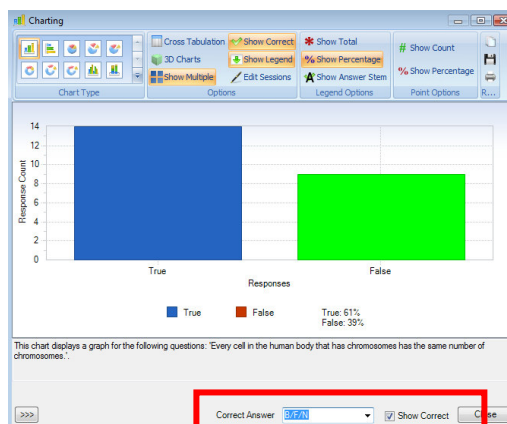 Charting
Cross Tabulation
Show Correct
3D Charts
Show Legend
Show Multiple
Edit Sessions
Show Total
Show Percentage
Show Answer Stem
# Show Count
% Show Percentage
Chart Type
Options
Legend Options
Point Options
R...
14
12
10
8
6
4
2
0
Response Count
True
False
Responses
True
False
True: 61%
False: 39%
This chart displays a graph for the following questions: 'Every cell in the human body that has chromosomes has the same number of
chromosomes.'.
>>>
Correct Answer
B/F/N
Show Correct